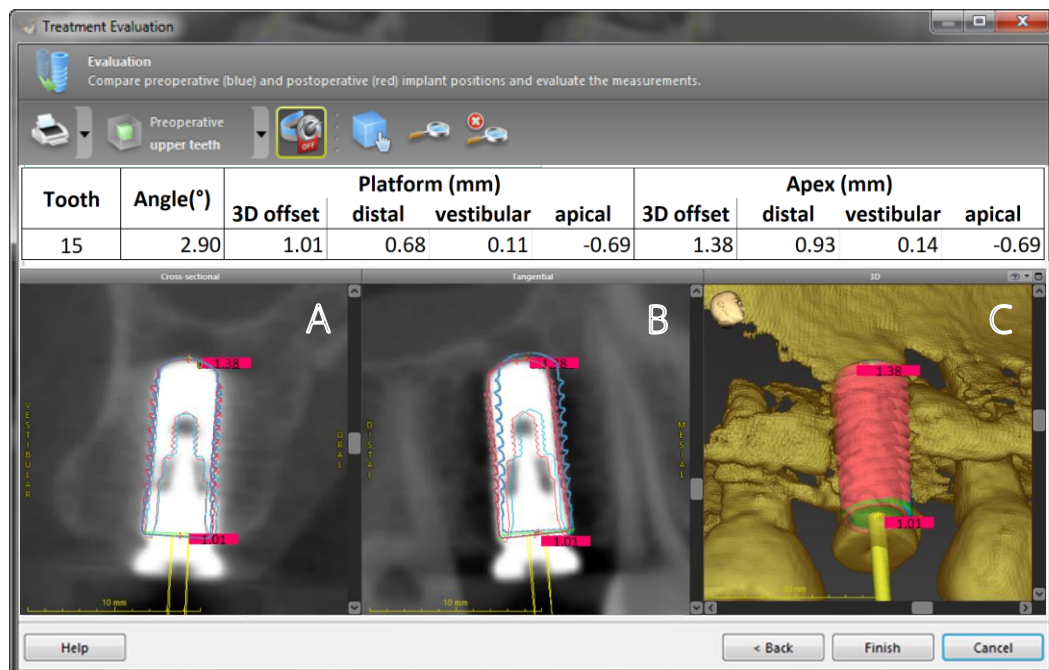 Treatment Evaluation
Evaluation
Compare preoperative (blue) and postoperative (red) implant positions and evaluate the measurements.
Preoperative
upper teeth
OFF
Tooth Angle(°) Platform (mm) Apex (mm)
3D offset distal vestibular apical 3D offset distal vestibular apical
15 2.90 1.01 0.68 0.11 -0.69 1.38 0.93 0.14 -0.69
Cross-sectional Tangential 3D
A B C
1.38 1.38 1.38
VESTIBULAR ORAL DISTAL MESIAL
1.01 1.01 1.01
10 mm 10 mm 10 mm
Help < Back Finish Cancel